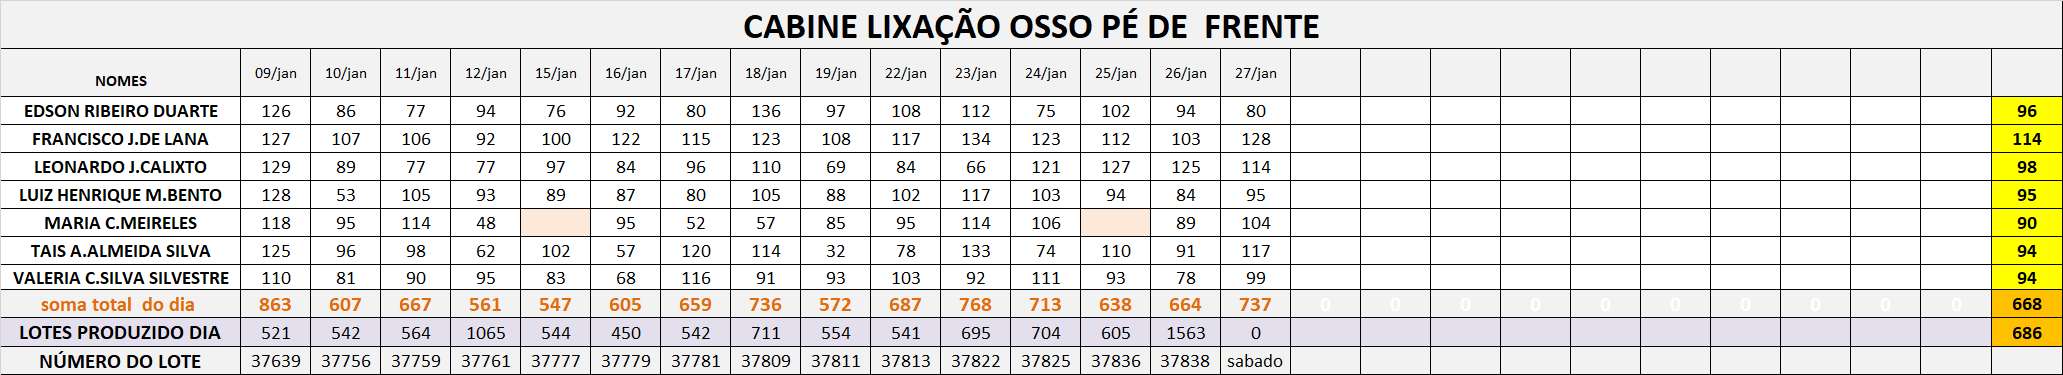 CABINE LIXAÇÃO OSSO PÉ DE FRENTE
NOMES 09/jan 10/jan 11/jan 12/jan 15/jan 16/jan 17/jan 18/jan 19/jan 22/jan 23/jan 24/jan 25/jan 26/jan 27/jan
EDSON RIBEIRO DUARTE 126 86 77 94 76 92 80 136 97 108 112 75 102 94 80 96
FRANCISCO J.DE LANA 127 107 106 92 100 122 115 123 108 117 134 123 112 103 128 114
LEONARDO J.CALIXTO 129 89 77 77 97 84 96 110 69 84 66 121 127 125 114 98
LUIZ HENRIQUE M.BENTO 128 53 105 93 89 87 80 105 88 102 117 103 94 84 95 95
MARIA C.MEIRELES 118 95 114 48 95 52 57 85 95 114 106 89 104 90
TAIS A.ALMEIDA SILVA 125 96 98 62 102 57 120 114 32 78 133 74 110 91 117 94
VALERIA C.SILVA SILVESTRE 110 81 90 95 83 68 116 91 93 103 92 111 93 78 99 94
soma total do dia 863 607 667 561 547 605 659 736 572 687 768 713 638 664 737 0 0 0 0 0 0 0 0 0 0 668
LOTES PRODUZIDO DIA 521 542 564 1065 544 450 542 711 554 541 695 704 605 1563 0 686
NÚMERO DO LOTE 37639 37756 37759 37761 37777 37779 37781 37809 37811 37813 37822 37825 37836 37838 sabado